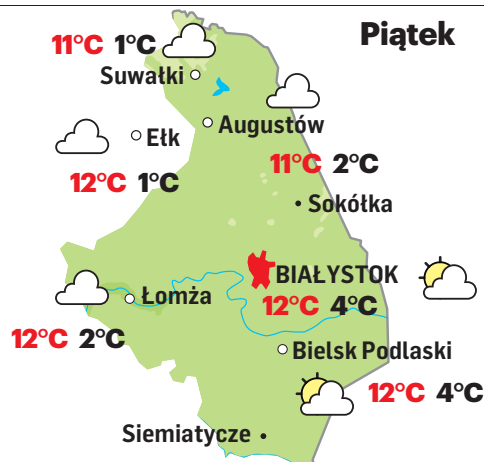 Piątek
11°C 1°C
Suwałki
Augustów
Ełk
11°C 2°C
12°C 1°C
Sokółka
BIAŁYSTOK
Łomża
12°C 4°C
12°C 2°C
Bielsk Podlaski
12°C 4°C
Siemiatycze